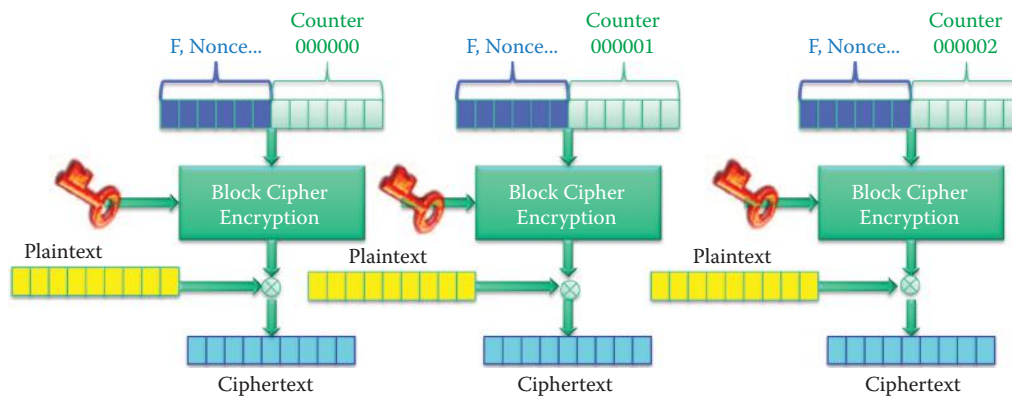 Counter
F, Nonce... 000000
Counter
F, Nonce... 000001
Counter
F, Nonce... 000002
Block Cipher
Encryption
Block Cipher
Encryption
Block Cipher
Encryption
Plaintext
Plaintext
Plaintext
Ciphertext
Ciphertext
Ciphertext